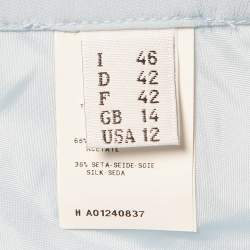 I 46
D 42
F 42
GB 14
USA 12
ACETATE
36% SETA-SEIDE-SOIE
SILK-SEDA
H A01240837